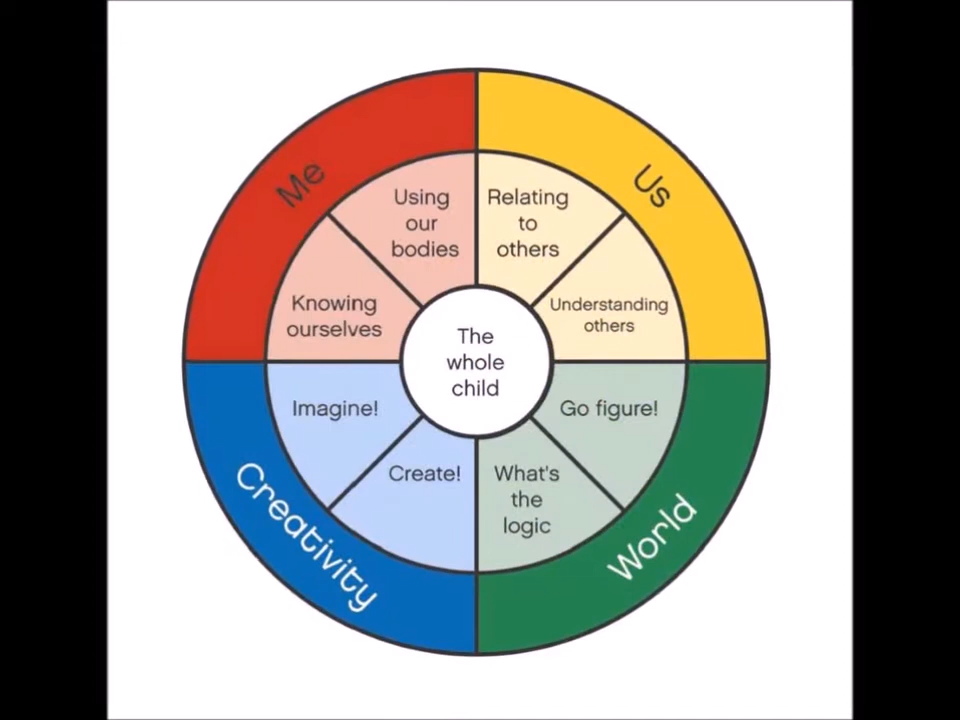 Me
Us
Using
our
bodies
Relating
to
others
Knowing
ourselves
Understanding
others
The
whole
child
Imagine!
Go figure!
Create!
What's
the
logic
Creativity
World